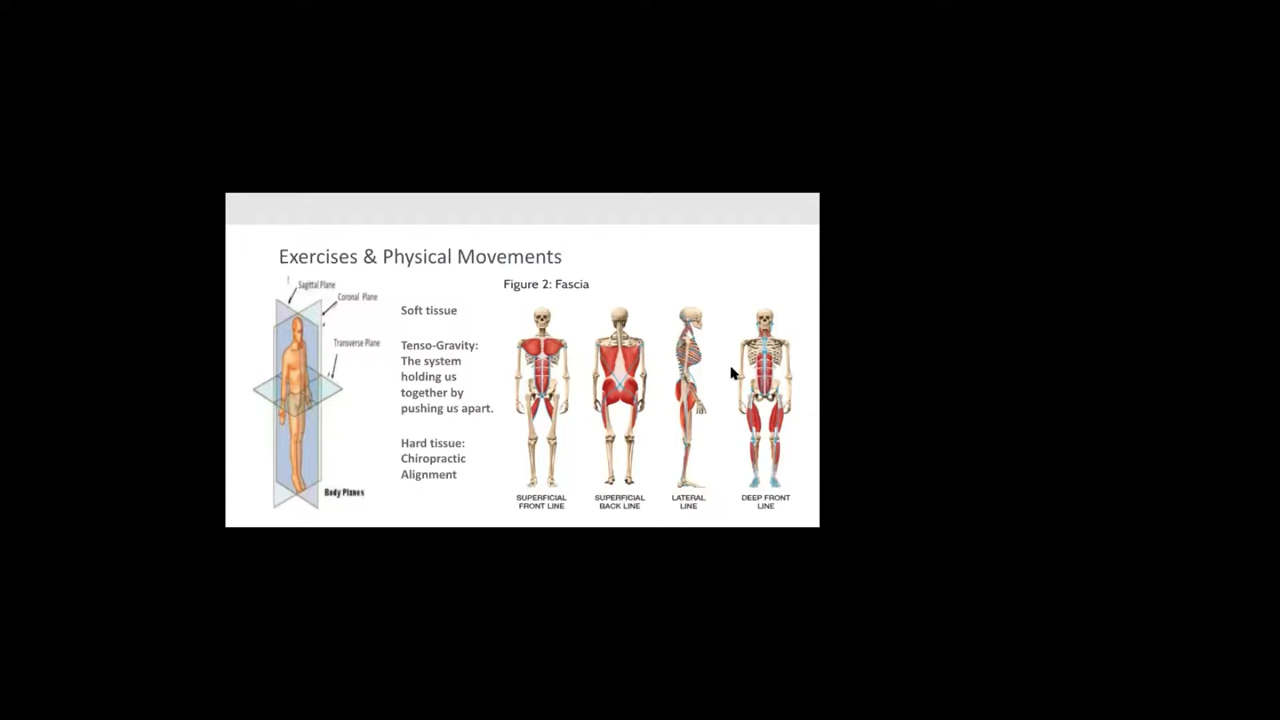 Exercises & Physical Movements
Sagittal Plane
Coronal Plane
Transverse Plane
Body Planes
Soft tissue
Tenso-Gravity:
The system
holding us
together by
pushing us apart.
Hard tissue:
Chiropractic
Alignment
Figure 2: Fascia
SUPERFICIAL
FRONT LINE
SUPERFICIAL
BACK LINE
LATERAL
LINE
DEEP FRONT
LINE